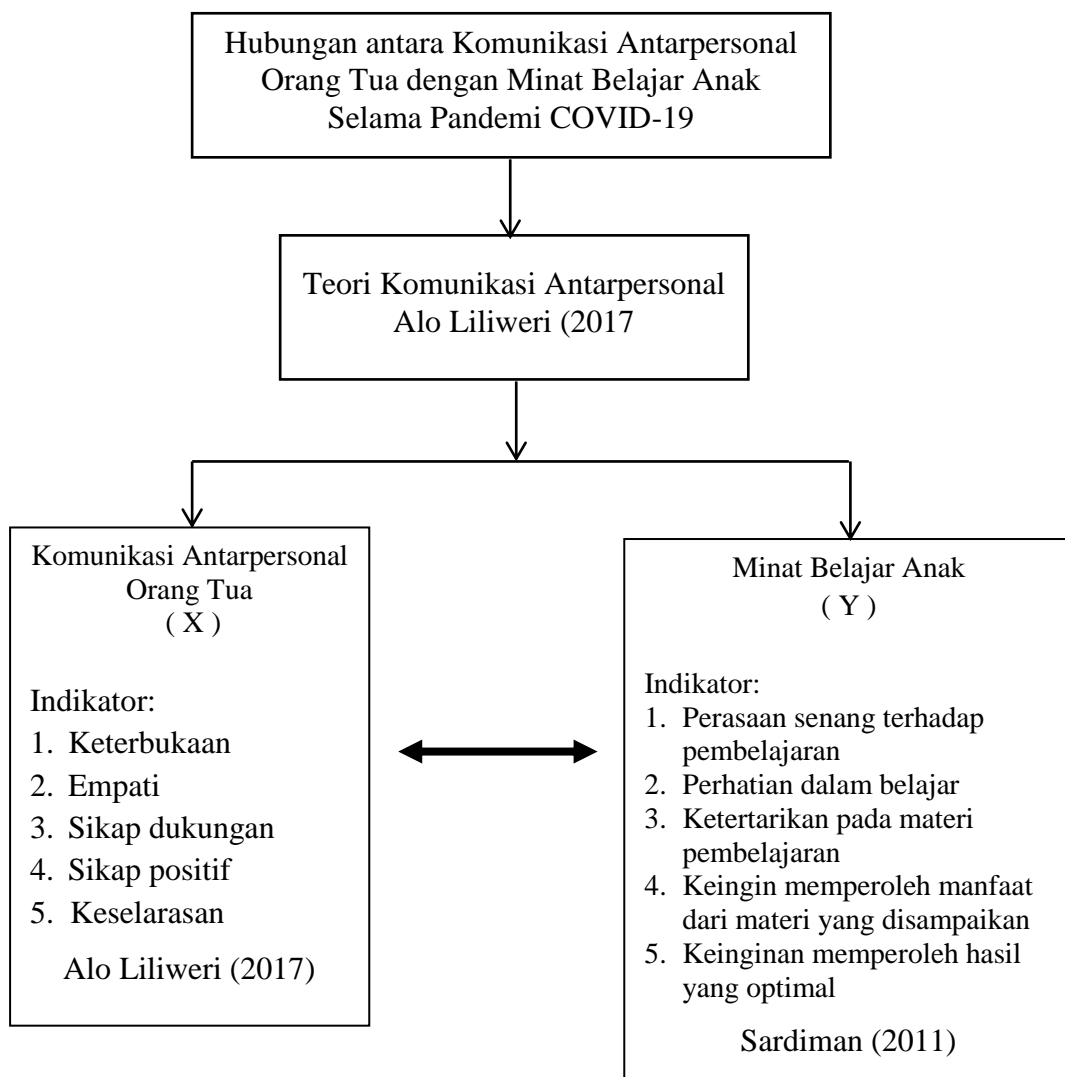 Hubungan antara Komunikasi Antarpersonal
Orang Tua dengan Minat Belajar Anak
Selama Pandemi COVID-19
Teori Komunikasi Antarpersonal
Alo Liliweri (2017
Komunikasi Antarpersonal
Orang Tua
( X )
Indikator:
1. Keterbukaan
2. Empati
3. Sikap dukungan
4. Sikap positif
5. Keselarasan
Alo Liliweri (2017)
Minat Belajar Anak
( Y )
Indikator:
1. Perasaan senang terhadap
pembelajaran
2. Perhatian dalam belajar
3. Ketertarikan pada materi
pembelajaran
4. Keingin memperoleh manfaat
dari materi yang disampaikan
5. Keinginan memperoleh hasil
yang optimal
Sardiman (2011)